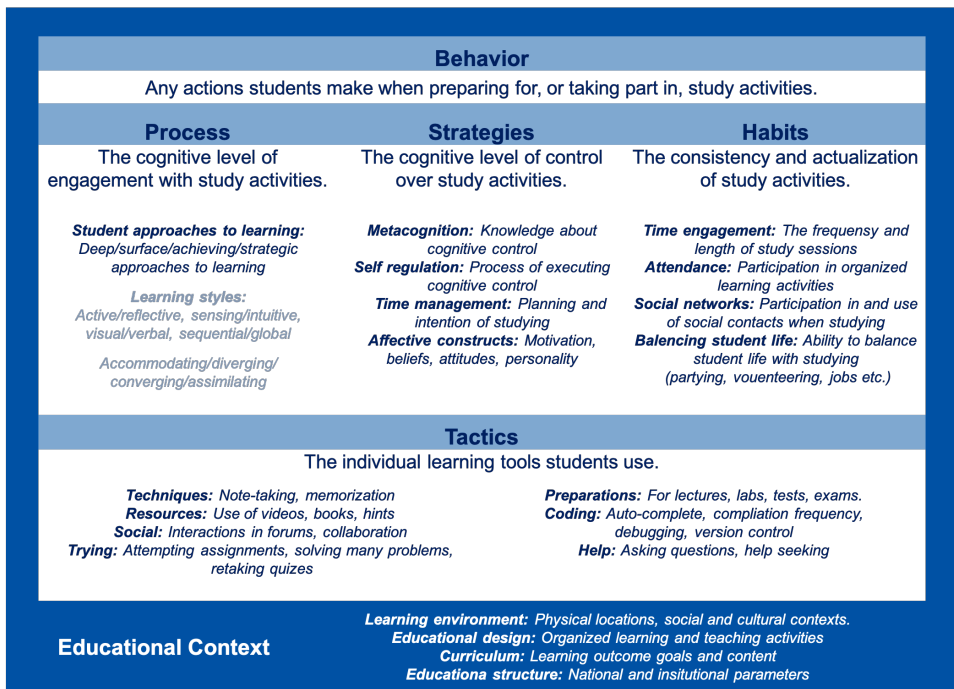 Behavior
Any actions students make when preparing for, or taking part in, study activities.
Process
The cognitive level of
engagement with study activities.
Student approaches to learning:
Deep/surface/achieving/strategic
approaches to learning
Learning styles:
Active/reflective, sensing/intuitive,
visual/verbal, sequential/global
Accommodating/diverging/
converging/assimilating
Strategies
The cognitive level of control
over study activities.
Metacognition: Knowledge about
cognitive control
Self regulation: Process of executing
cognitive control
Time management: Planning and
intention of studying
Affective constructs: Motivation,
beliefs, attitudes, personality
Habits
The consistency and actualization
of study activities.
Time engagement: The frequensy and
length of study sessions
Attendance: Participation in organized
learning activities
Social networks: Participation in and use
of social contacts when studying
Balencing student life: Ability to balance
student life with studying
(partying, vouenteering, jobs etc.)
Tactics
The individual learning tools students use.
Techniques: Note-taking, memorization
Resources: Use of videos, books, hints
Social: Interactions in forums, collaboration
Trying: Attempting assignments, solving many problems,
retaking quizes
Preparations: For lectures, labs, tests, exams.
Coding: Auto-complete, compliation frequency,
debugging, version control
Help: Asking questions, help seeking
Educational Context
Learning environment: Physical locations, social and cultural contexts.
Educational design: Organized learning and teaching activities
Curriculum: Learning outcome goals and content
Educationa structure: National and insitutional parameters